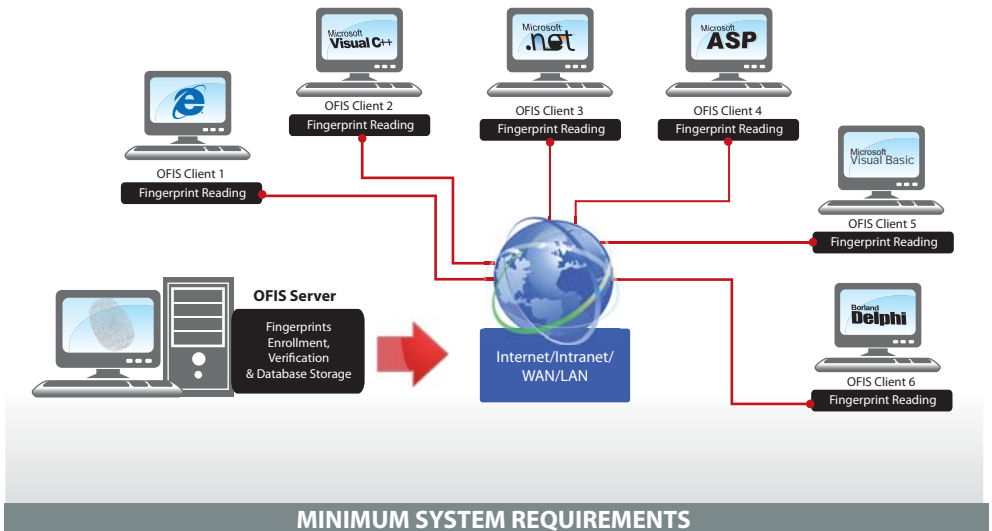 Microsoft
Visual C++
OFIS Client 2
Fingerprint Reading
Microsoft
.net
OFIS Client 3
Fingerprint Reading
Microsoft
ASP
OFIS Client 4
Fingerprint Reading
OFIS Client 1
Fingerprint Reading
Microsoft
Visual Basic
OFIS Client 5
Fingerprint Reading
OFIS Server
Fingerprints
Enrollment,
Verification
& Database Storage
Internet/Intranet/
WAN/LAN
Borland
Delphi
OFIS Client 6
Fingerprint Reading
MINIMUM SYSTEM REQUIREMENTS